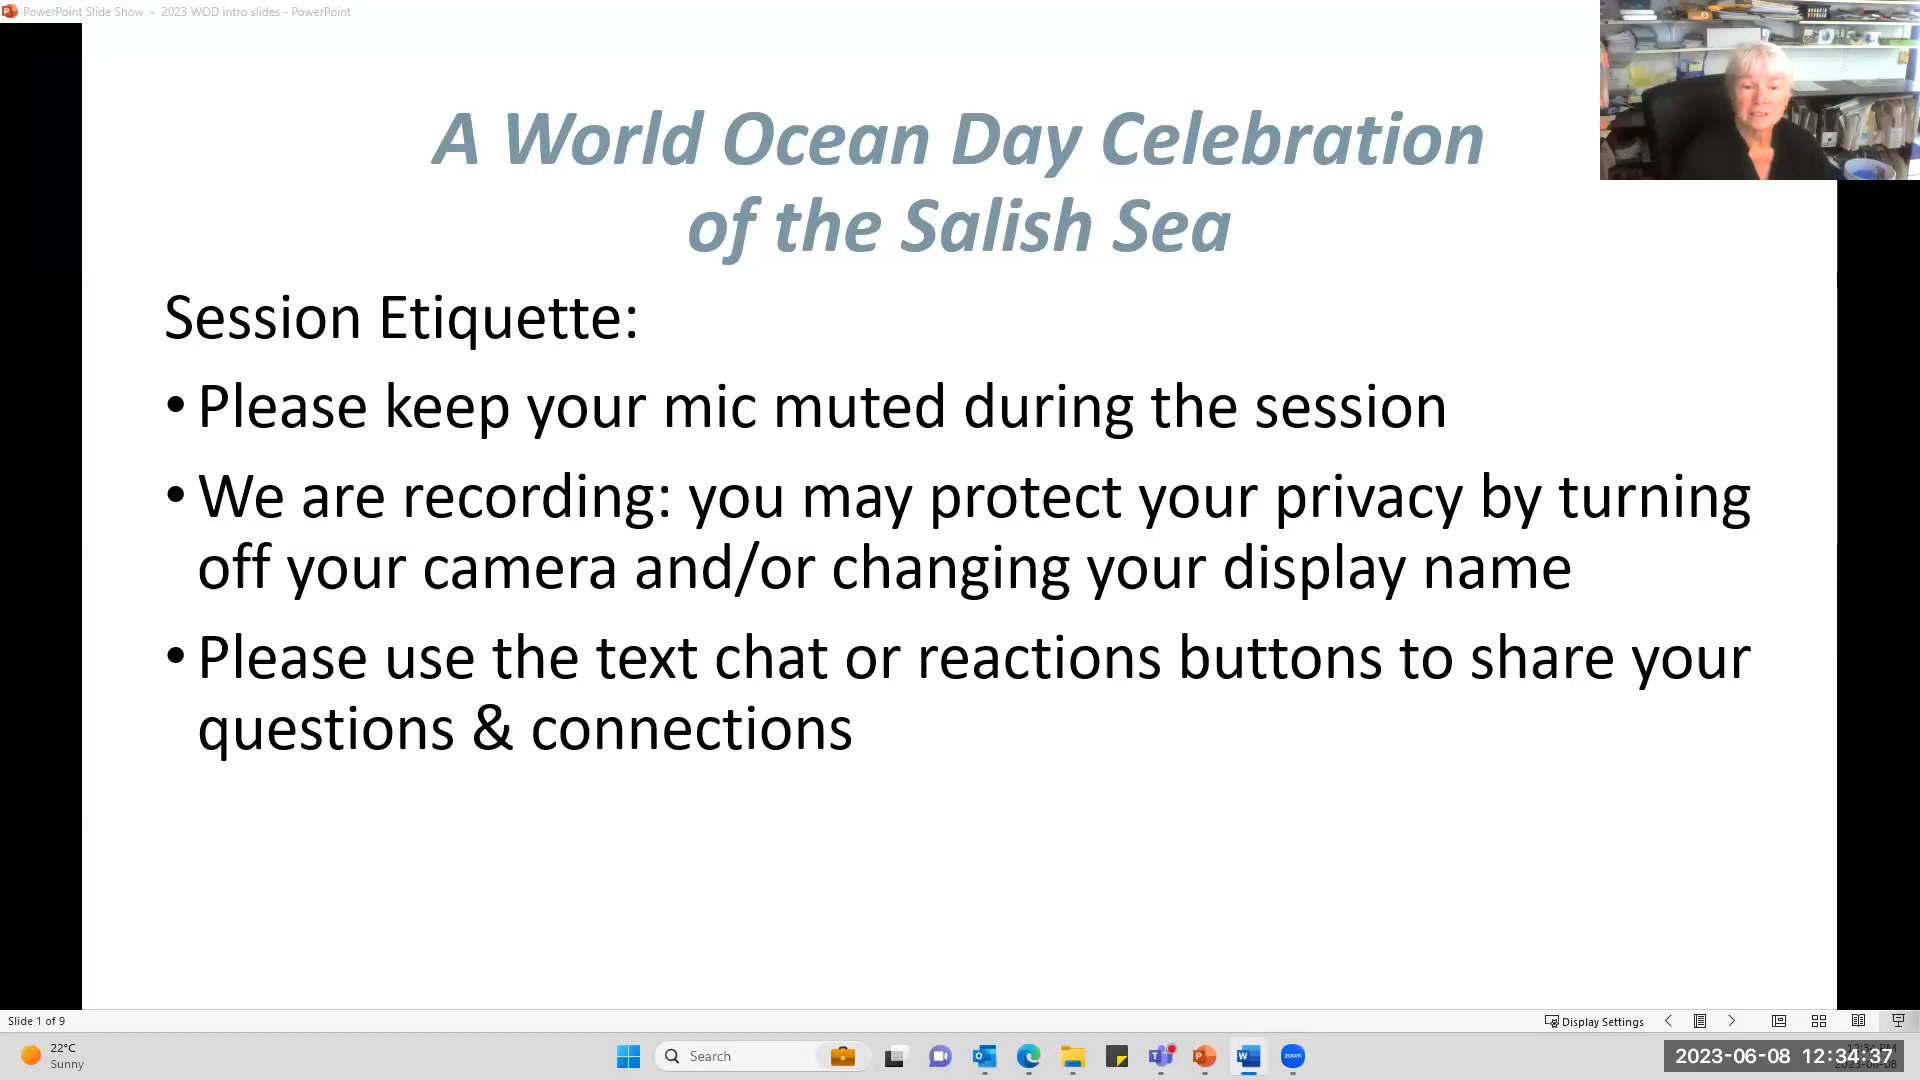 PowerPoint Slide Show - 2023 WOD intro slides - PowerPoint
A World Ocean Day Celebration
of the Salish Sea
Session Etiquette:
• Please keep your mic muted during the session
• We are recording: you may protect your privacy by turning
off your camera and/or changing your display name
• Please use the text chat or reactions buttons to share your
questions & connections
Slide 1 of 9
Display Settings
22°C
Sunny
Search
zoom
2023-06-08 12:34:37